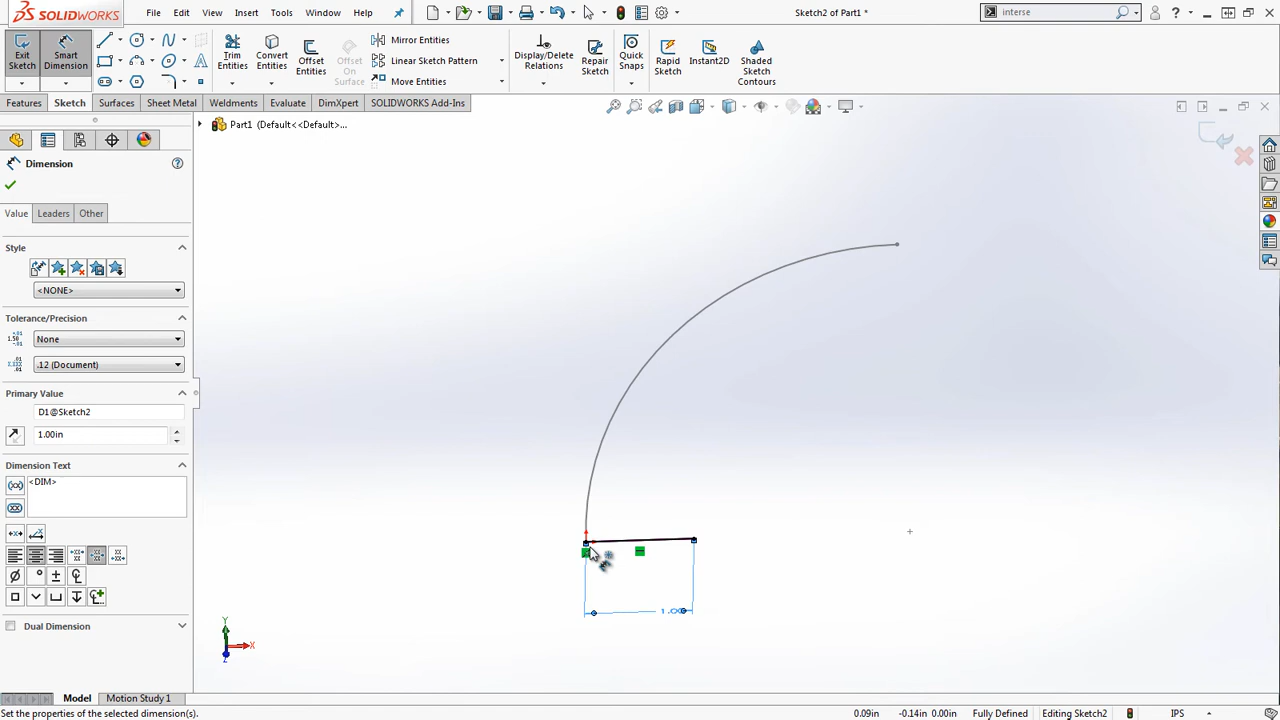 SOLIDWORKS File Edit View Insert Tools Window Help Sketch2 of Part1 * interse ?
Exit Sketch
Smart Dimension
Trim Entities
Convert Entities
Offset Entities
Offset On Surface
Mirror Entities
Linear Sketch Pattern
Move Entities
Display/Delete Relations
Repair Sketch
Quick Snaps
Rapid Sketch
Instant2D
Shaded Sketch Contours
Features Sketch Surfaces Sheet Metal Weldments Evaluate DimXpert SOLIDWORKS Add-Ins
Part1 (Default<<Default>...
Dimension
Value Leaders Other
Style
<NONE>
Tolerance/Precision
None
.12 (Document)
Primary Value
D1@Sketch2
1.00in
Dimension Text
<DIM>
Dual Dimension
Y
X
Z
Model Motion Study 1
Set the properties of the selected dimension(s). 0.09in -0.14in 0.00in Fully Defined Editing Sketch2 IPS